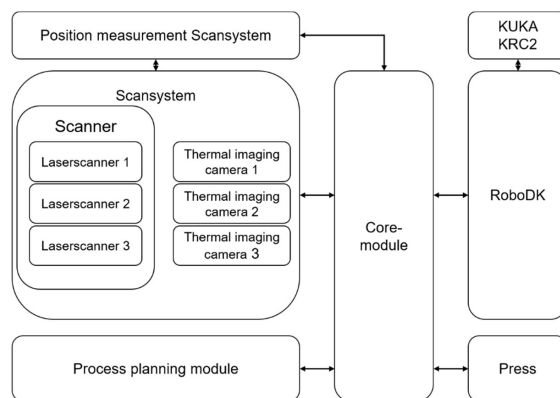 Position measurement Scansystem
KUKA
KRC2
Scansystem
Scanner
Laserscanner 1
Laserscanner 2
Laserscanner 3
Thermal imaging
camera 1
Thermal imaging
camera 2
Thermal imaging
camera 3
Core-
module
RoboDK
Process planning module
Press